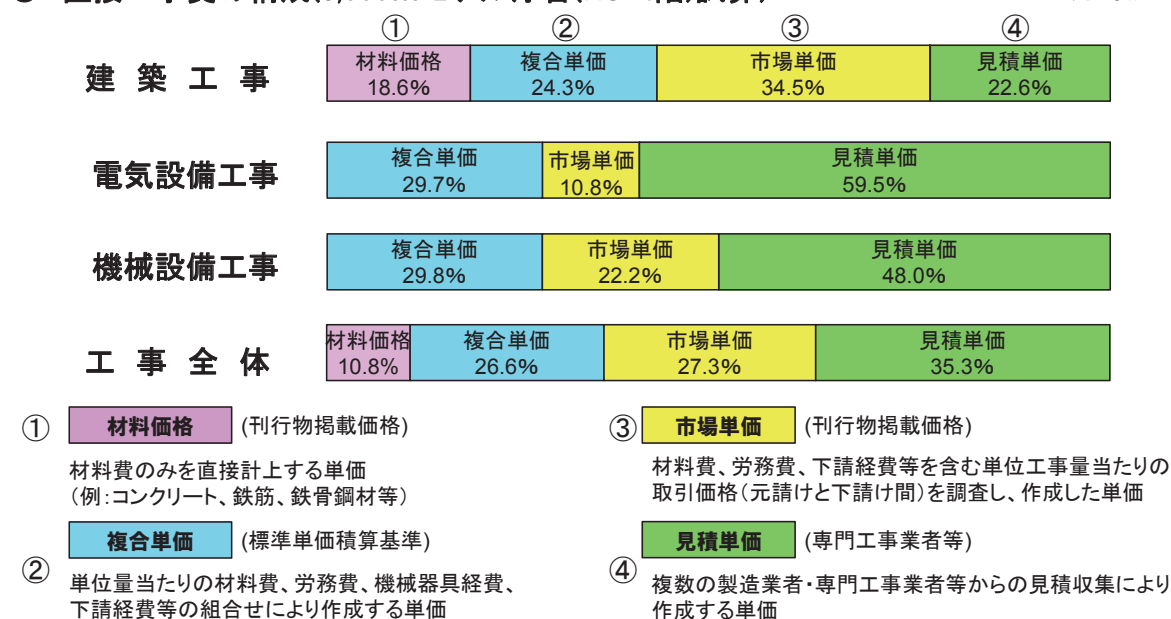 ① ② ③ ④
建築工事
材料価格 複合単価 市場単価 見積単価
18.6% 24.3% 34.5% 22.6%
電気設備工事
複合単価 市場単価 見積単価
29.7% 10.8% 59.5%
機械設備工事
複合単価 市場単価 見積単価
29.8% 22.2% 48.0%
工事全体
材料価格 複合単価 市場単価 見積単価
10.8% 26.6% 27.3% 35.3%
① 材料価格 (刊行物掲載価格)
材料費のみを直接計上する単価
(例:コンクリート、鉄筋、鉄骨鋼材等)
② 複合単価 (標準単価積算基準)
単位量当たりの材料費、労務費、機械器具経費、
下請経費等の組合せにより作成する単価
③ 市場単価 (刊行物掲載価格)
材料費、労務費、下請経費等を含む単位工事量当たりの
取引価格(元請けと下請け間)を調査し、作成した単価
④ 見積単価 (専門工事業者等)
複数の製造業者・専門工事業者等からの見積収集により
作成する単価